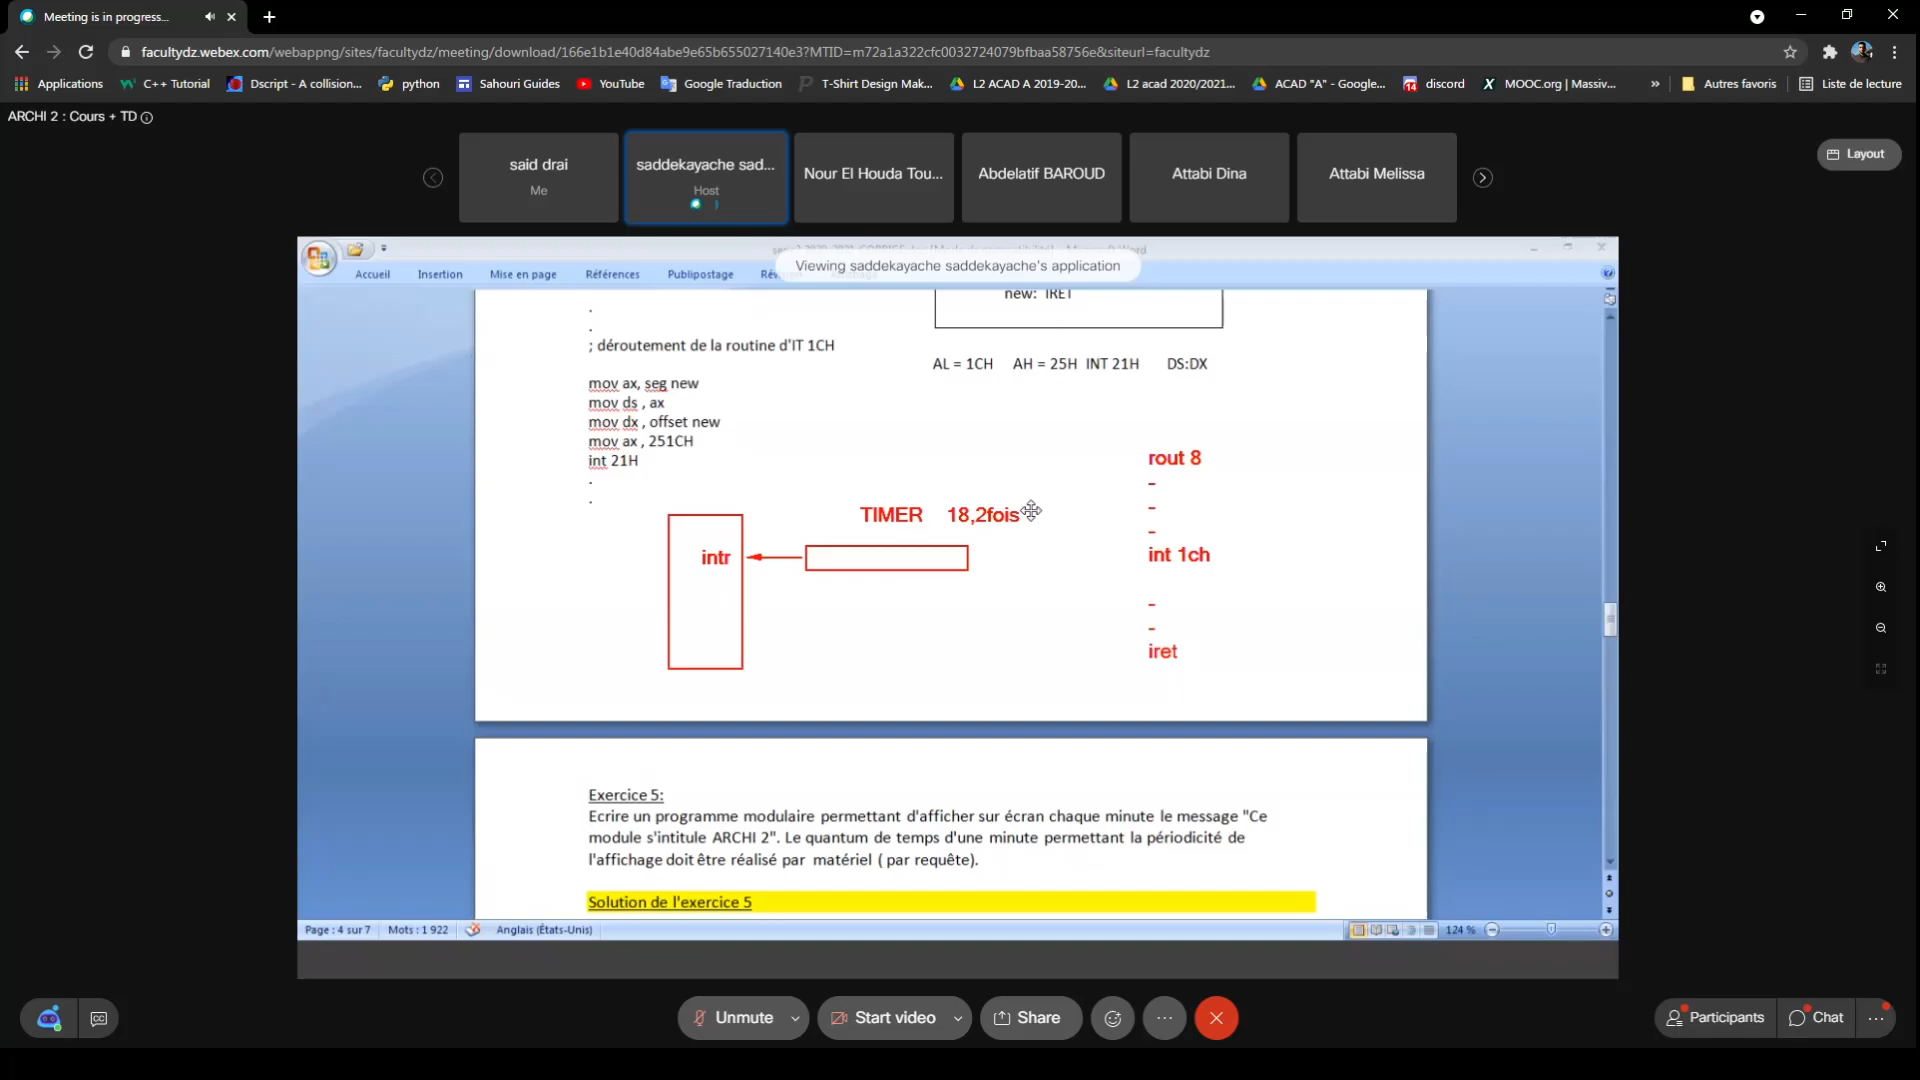 Meeting is in progress...
facultydz.webex.com/webappng/sites/facultydz/meeting/download/166e1b1e40d84abe9e65b655027140e3?MTID=m72a1a322cfc0032724079bfbaa58756e&siteurl=facultydz
Applications C++ Tutorial Dscript - A collision... python Sahouri Guides YouTube Google Traduction T-Shirt Design Mak... L2 ACAD A 2019-20... L2 acad 2020/2021... ACAD "A" - Google... 14 discord MOOC.org | Massiv... » Autres favoris Liste de lecture
ARCHI 2 : Cours + TD
said drai
Me
saddekayache sad...
Host
Nour El Houda Tou...
Abdelatif BAROUD
Attabi Dina
Attabi Melissa
Layout
Viewing saddekayache saddekayache's application
Accueil Insertion Mise en page Références Publipostage
new: IRET
.
.
; déroutement de la routine d'IT 1CH
AL = 1CH AH = 25H INT 21H DS:DX
mov ax, seg new
mov ds , ax
mov dx , offset new
mov ax , 251CH
int 21H
.
.
rout 8
-
-
-
int 1ch
-
-
iret
TIMER 18,2fois
intr
Exercice 5:
Ecrire un programme modulaire permettant d'afficher sur écran chaque minute le message "Ce
module s'intitule ARCHI 2". Le quantum de temps d'une minute permettant la périodicité de
l'affichage doit être réalisé par matériel ( par requête).
Solution de l'exercice 5
Page : 4 sur 7 Mots : 1 922 Anglais (États-Unis) 124 %
Unmute Start video Share Participants Chat